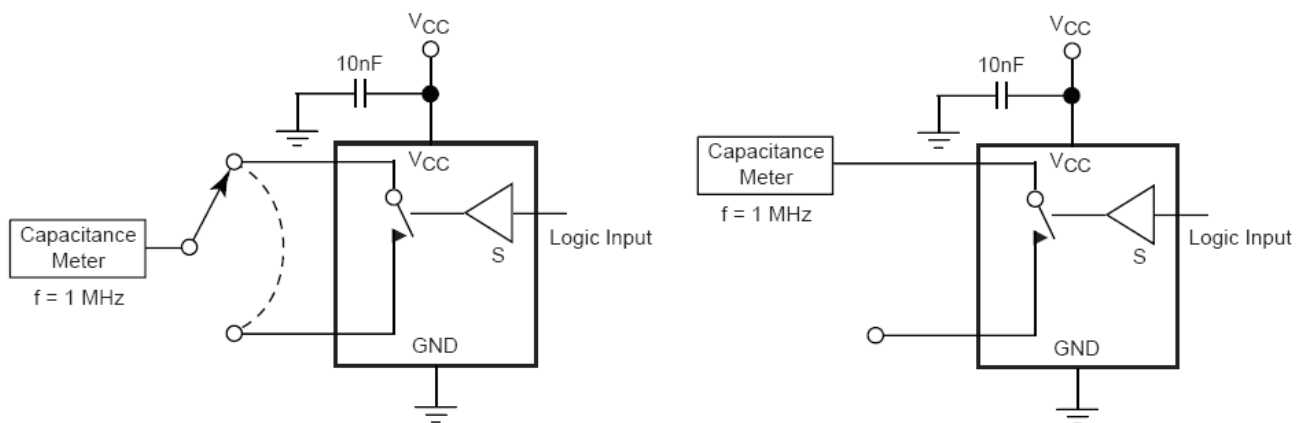 VCC
10nF
VCC
Capacitance
Meter
f = 1 MHz
S
Logic Input
GND
VCC
10nF
Capacitance
Meter
f = 1 MHz
VCC
S
Logic Input
GND